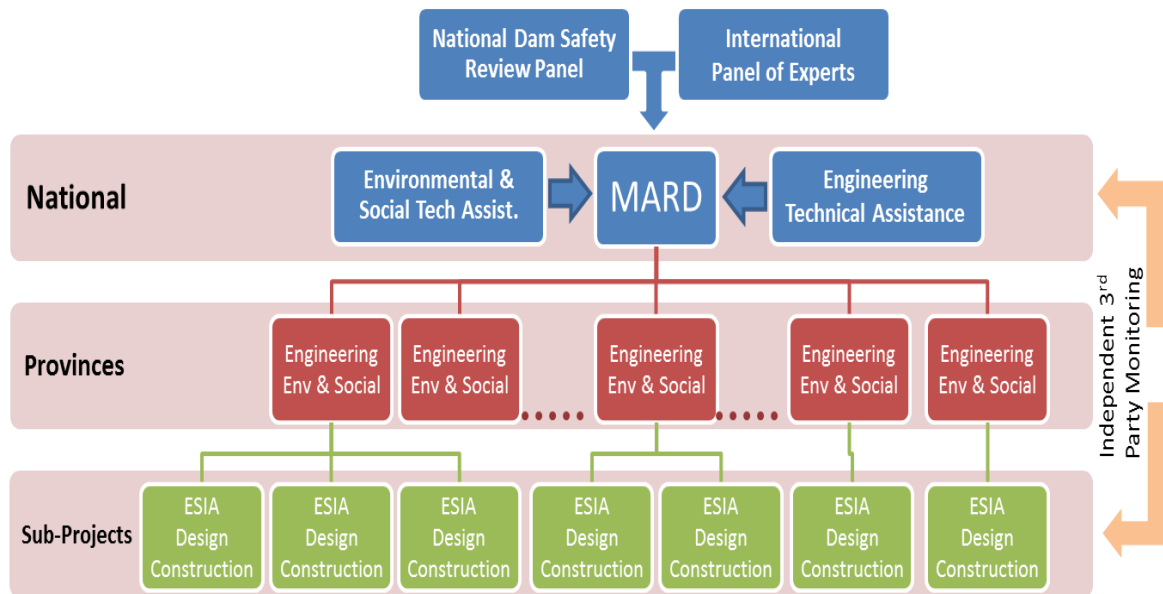 National Dam Safety
Review Panel
International
Panel of Experts
National
Environmental &
Social Tech Assist.
MARD
Engineering
Technical Assistance
Independent 3rd
Party Monitoring
Provinces
Engineering
Env & Social
Engineering
Env & Social
Engineering
Env & Social
Engineering
Env & Social
Engineering
Env & Social
Sub-Projects
ESIA
Design
Construction
ESIA
Design
Construction
ESIA
Design
Construction
ESIA
Design
Construction
ESIA
Design
Construction
ESIA
Design
Construction
ESIA
Design
Construction